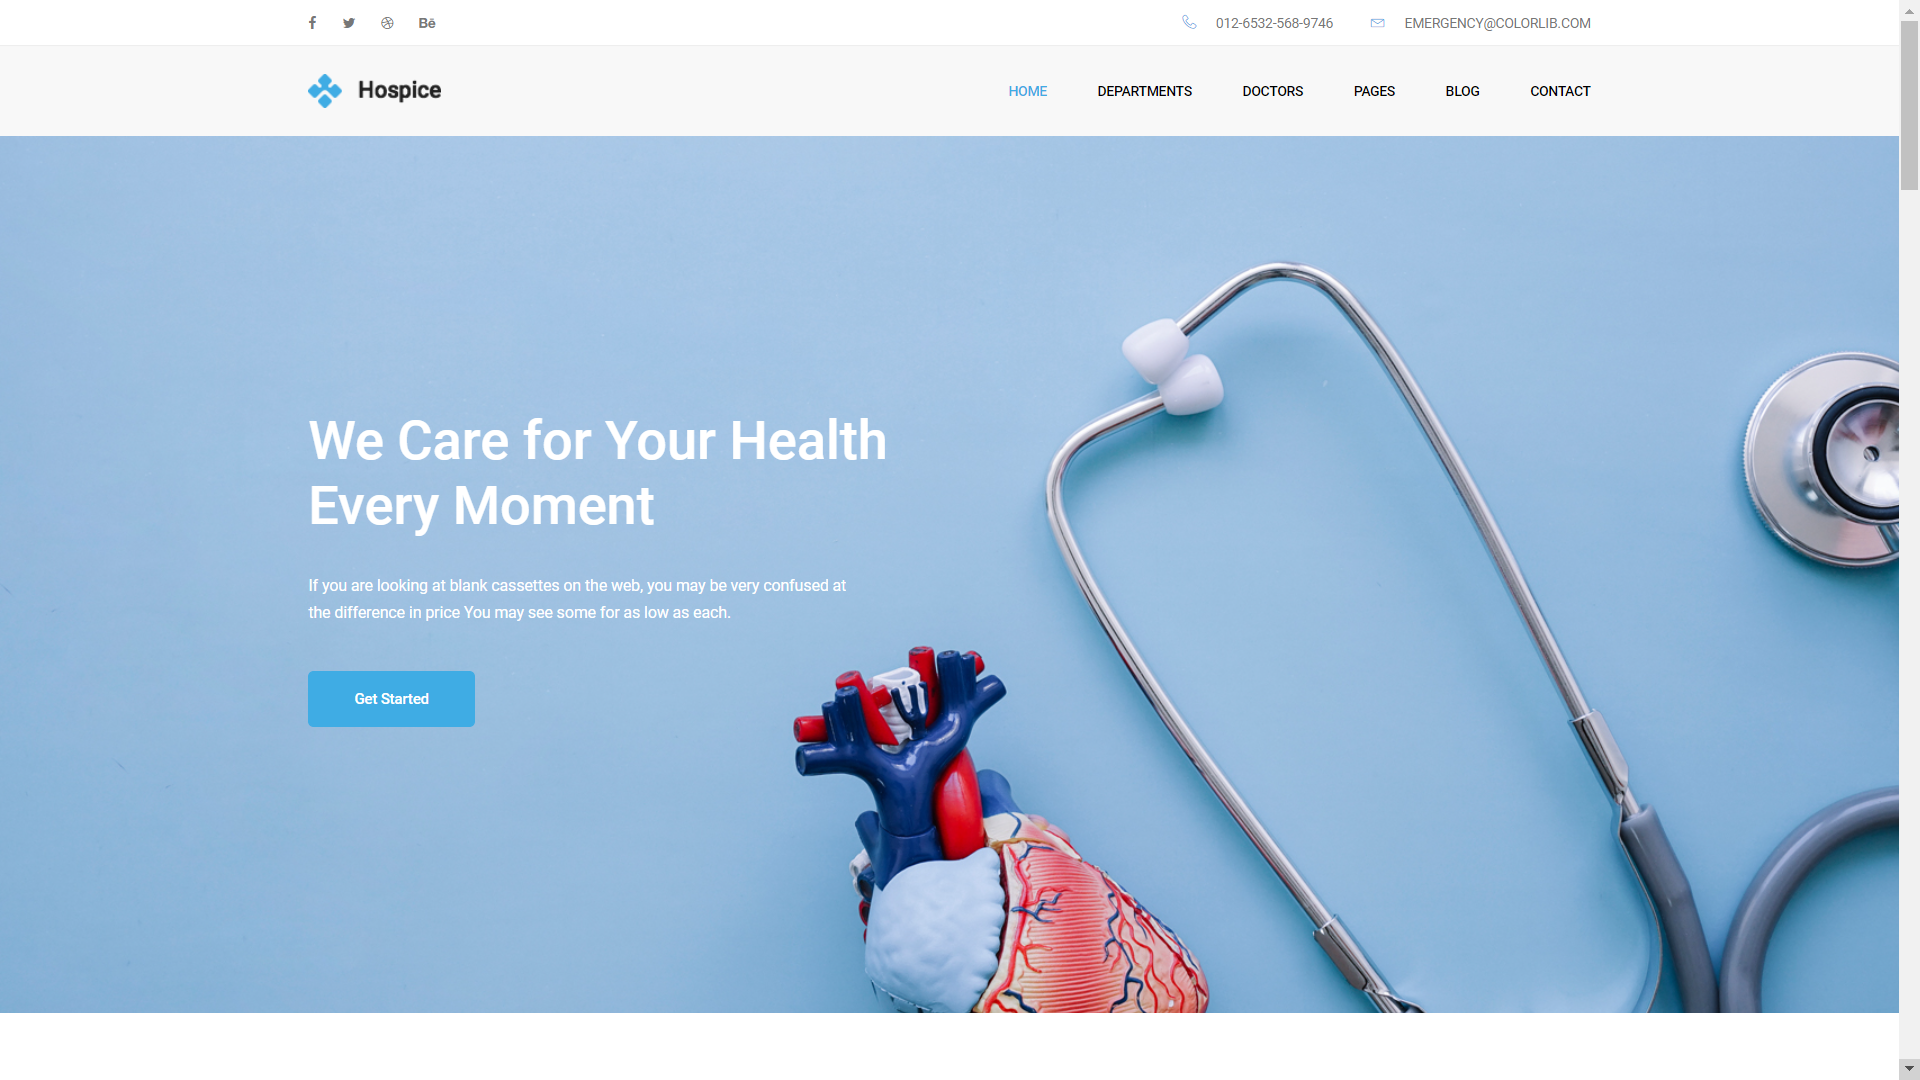 012-6532-568-9746 EMERGENCY@COLORLIB.COM
Hospice
HOME DEPARTMENTS DOCTORS PAGES BLOG CONTACT
We Care for Your Health
Every Moment
If you are looking at blank cassettes on the web, you may be very confused at
the difference in price You may see some for as low as each.
Get Started